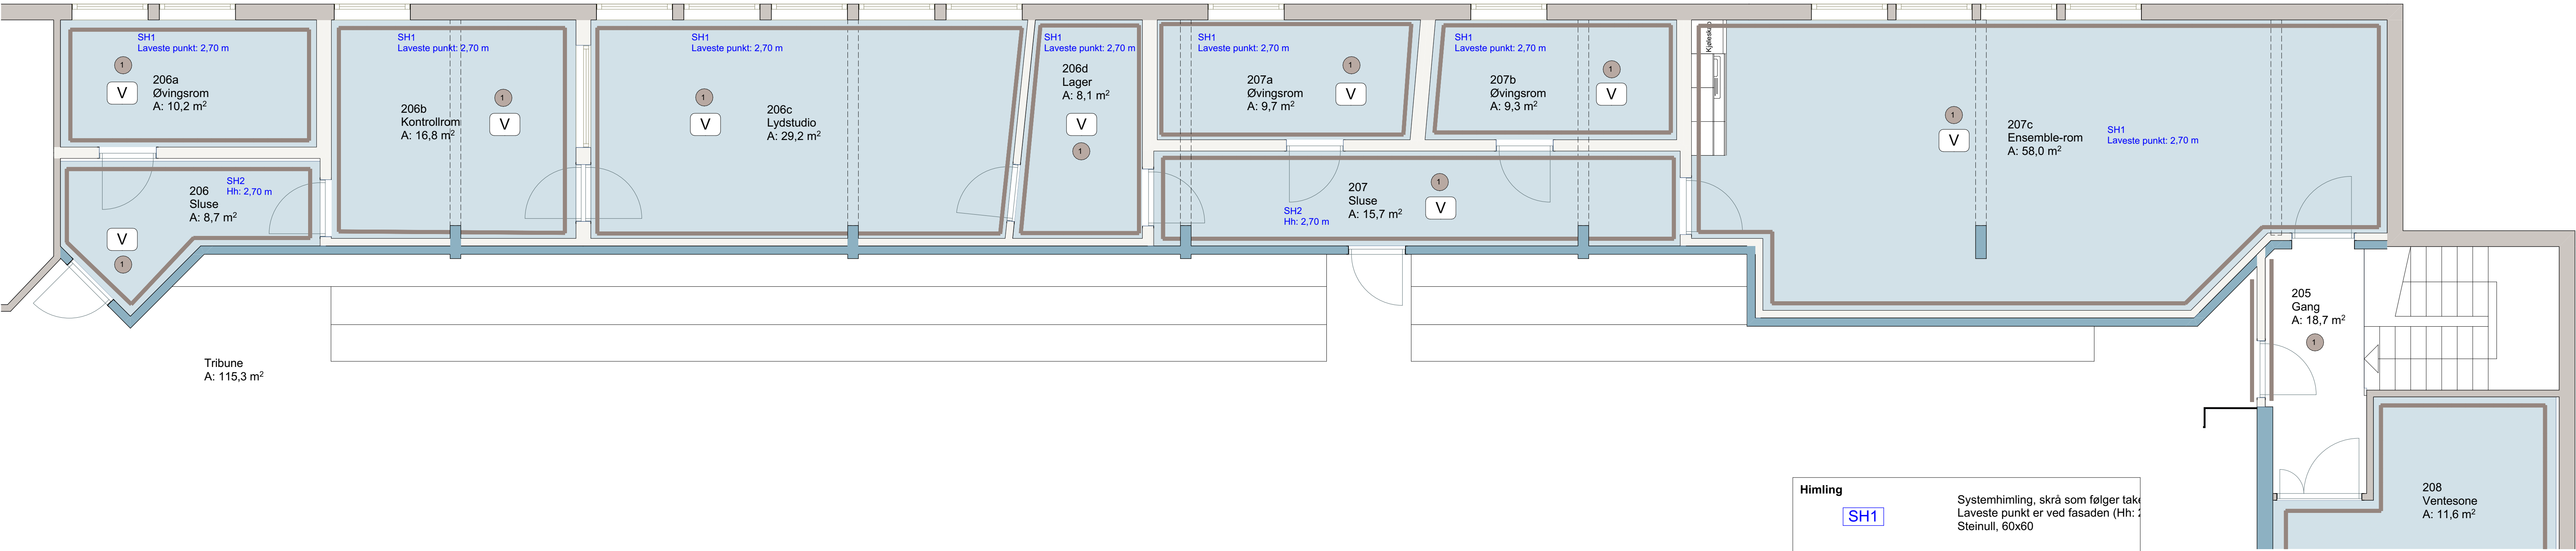 SH1
Laveste punkt: 2,70 m
1
V
206a
Øvingsrom
A: 10,2 m²
206
Sluse
A: 8,7 m²
SH2
Hh: 2,70 m
V
1
SH1
Laveste punkt: 2,70 m
206b
Kontrollrom
A: 16,8 m²
1
V
SH1
Laveste punkt: 2,70 m
1
V
206c
Lydstudio
A: 29,2 m²
SH1
Laveste punkt: 2,70 m
206d
Lager
A: 8,1 m²
V
1
SH1
Laveste punkt: 2,70 m
207a
Øvingsrom
A: 9,7 m²
1
V
SH1
Laveste punkt: 2,70 m
207b
Øvingsrom
A: 9,3 m²
1
V
207
Sluse
A: 15,7 m²
SH2
Hh: 2,70 m
1
V
1
V
207c
Ensemble-rom
A: 58,0 m²
SH1
Laveste punkt: 2,70 m
205
Gang
A: 18,7 m²
1
Tribune
A: 115,3 m²
208
Ventesone
A: 11,6 m²
Himling
SH1
Systemhimling, skrå som følger
Laveste punkt er ved fasaden (Hh:
Steinull, 60x60